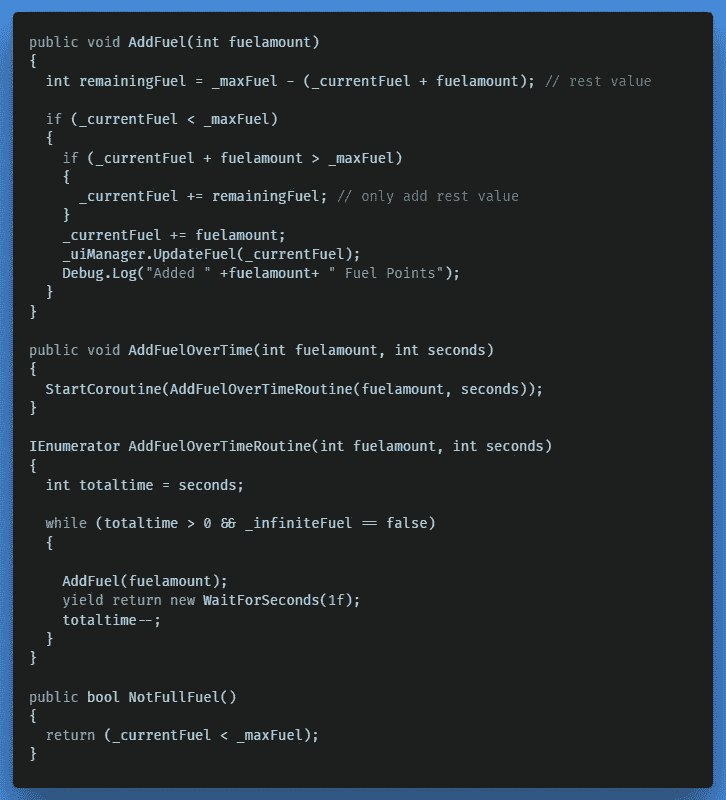 public void AddFuel(int fuelamount)
{
int remainingFuel = _maxFuel - (_currentFuel + fuelamount); // rest value
if (_currentFuel < _maxFuel)
{
if (_currentFuel + fuelamount > _maxFuel)
{
_currentFuel += remainingFuel; // only add rest value
}
_currentFuel += fuelamount;
_uiManager.UpdateFuel(_currentFuel);
Debug.Log("Added " +fuelamount+ " Fuel Points");
}
}
public void AddFuelOverTime(int fuelamount, int seconds)
{
StartCoroutine(AddFuelOverTimeRoutine(fuelamount, seconds));
}
IEnumerator AddFuelOverTimeRoutine(int fuelamount, int seconds)
{
int totaltime = seconds;
while (totaltime > 0 && _infiniteFuel == false)
{
AddFuel(fuelamount);
yield return new WaitForSeconds(1f);
totaltime--;
}
}
public bool NotFullFuel()
{
return (_currentFuel < _maxFuel);
}